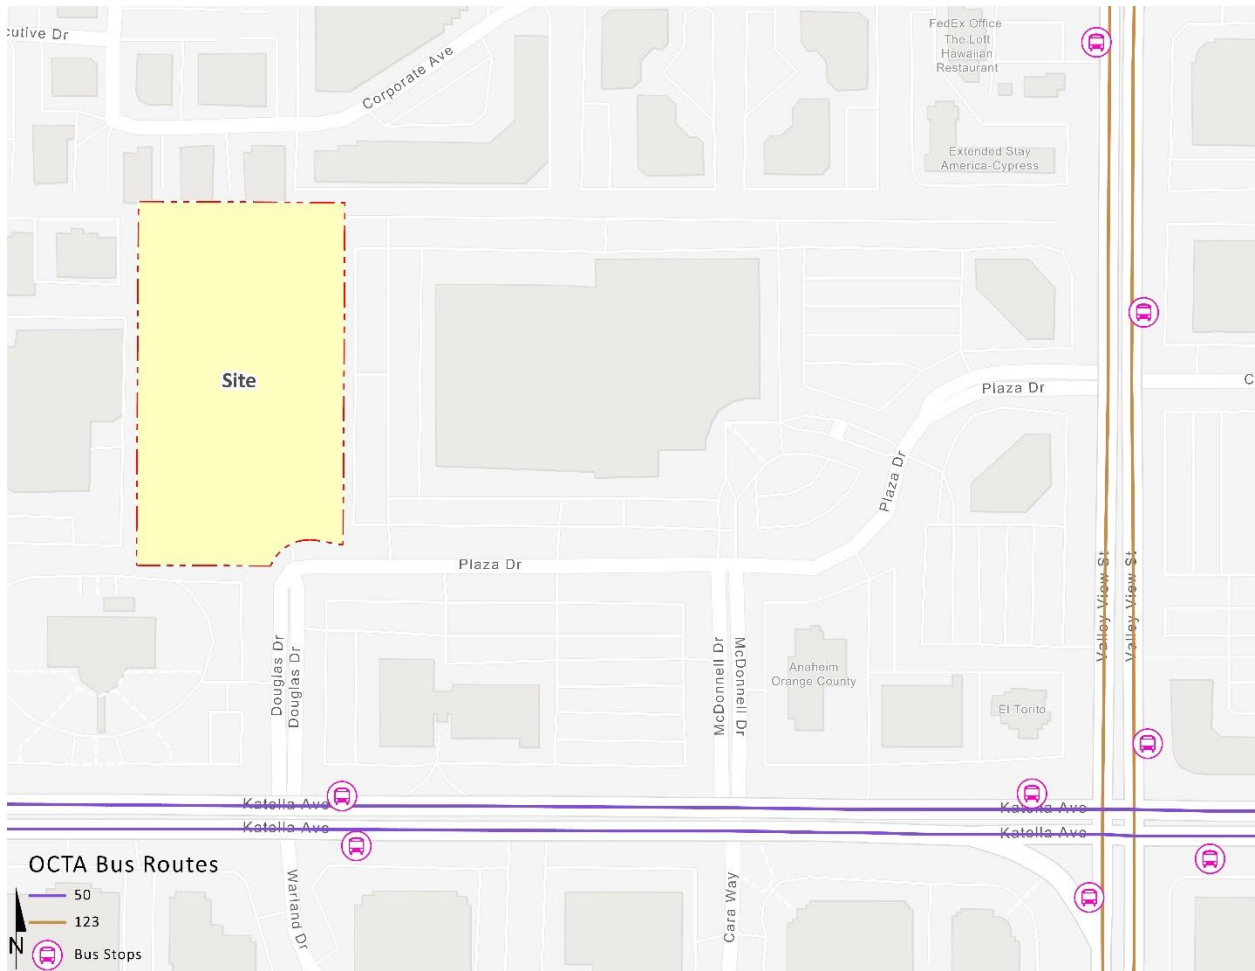 cutive Dr
Corporate Ave
FedEx Office
The Loft
Hawaiian
Restaurant
Extended Stay
America-Cypress
Site
Plaza Dr
C
Plaza Dr
Plaza Dr
Valley View St
Valley View St
Douglas Dr
Douglas Dr
McDonnell Dr
McDonnell Dr
Anaheim
Orange County
El Torito
Katella Ave
Katella Ave
Katella Ave
Katella Ave
Warland Dr
Cara Way
OCTA Bus Routes
50
123
N
Bus Stops